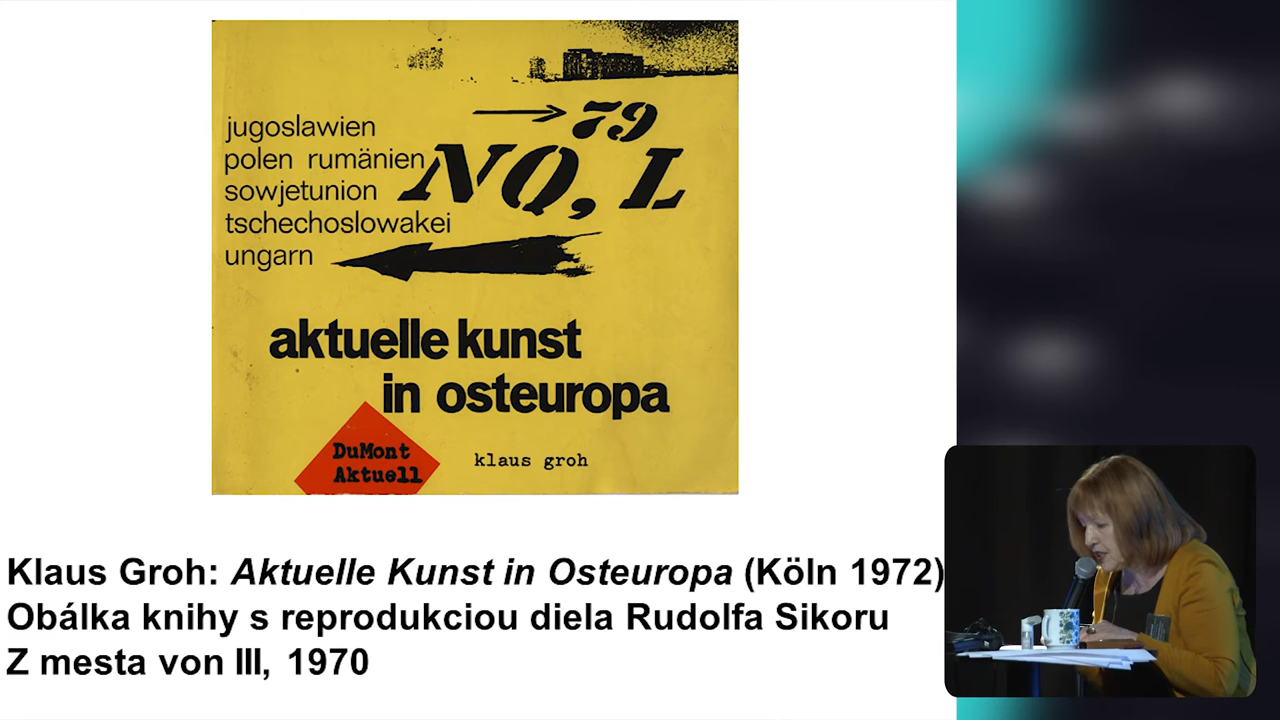 jugoslawien
polen rumänien
sowjetunion
tschechoslowakei
ungarn
79
NQ, L
aktuelle kunst
in osteuropa
DuMont
Aktuell
klaus groh
Klaus Groh: Aktuelle Kunst in Osteuropa (Köln 1972)
Obálka knihy s reprodukciou diela Rudolfa Sikoru
Z mesta von III, 1970